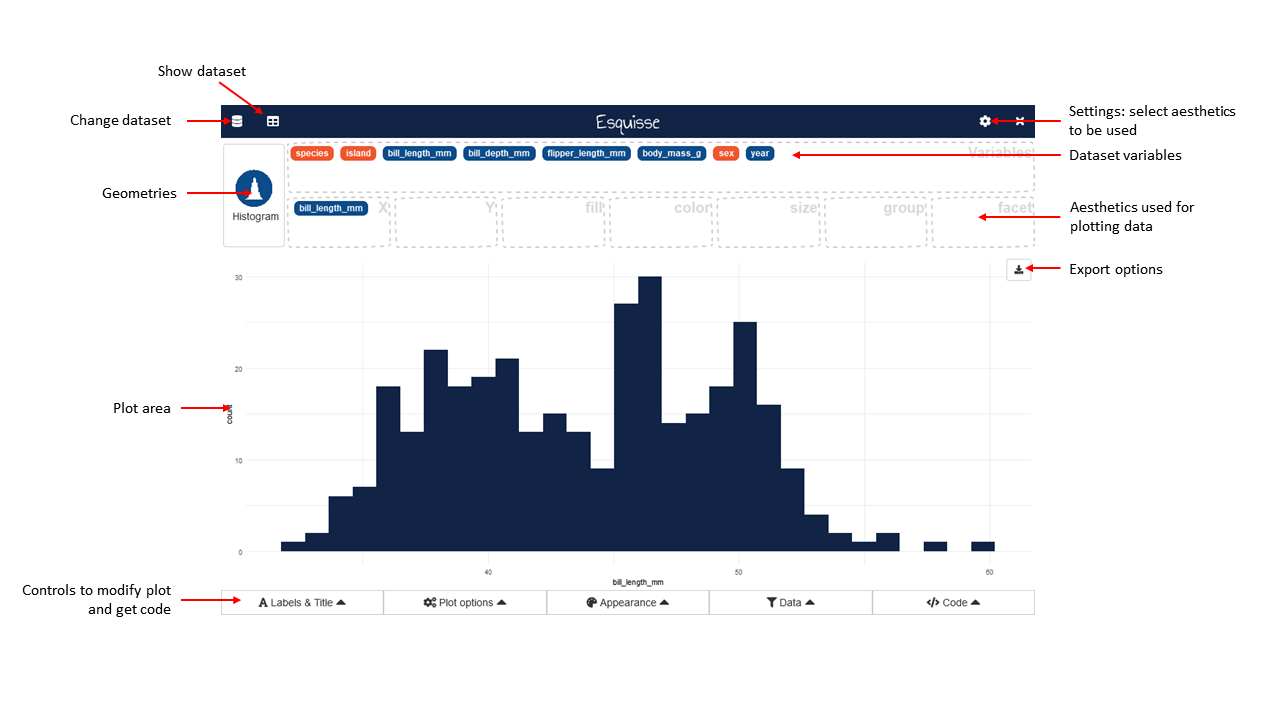 Show dataset
Change dataset
Esquisse
Settings: select aesthetics
to be used
species island bill_length_mm bill_depth_mm flipper_length_mm body_mass_g sex year
Variables
Dataset variables
Geometries
Histogram
bill_length_mm X Y fill color size group facet
Aesthetics used for
plotting data
Export options
30
20
10
0
Plot area
count
40 50 60
bill_length_mm
Controls to modify plot
and get code
A Labels & Title Plot options Appearance Data </> Code